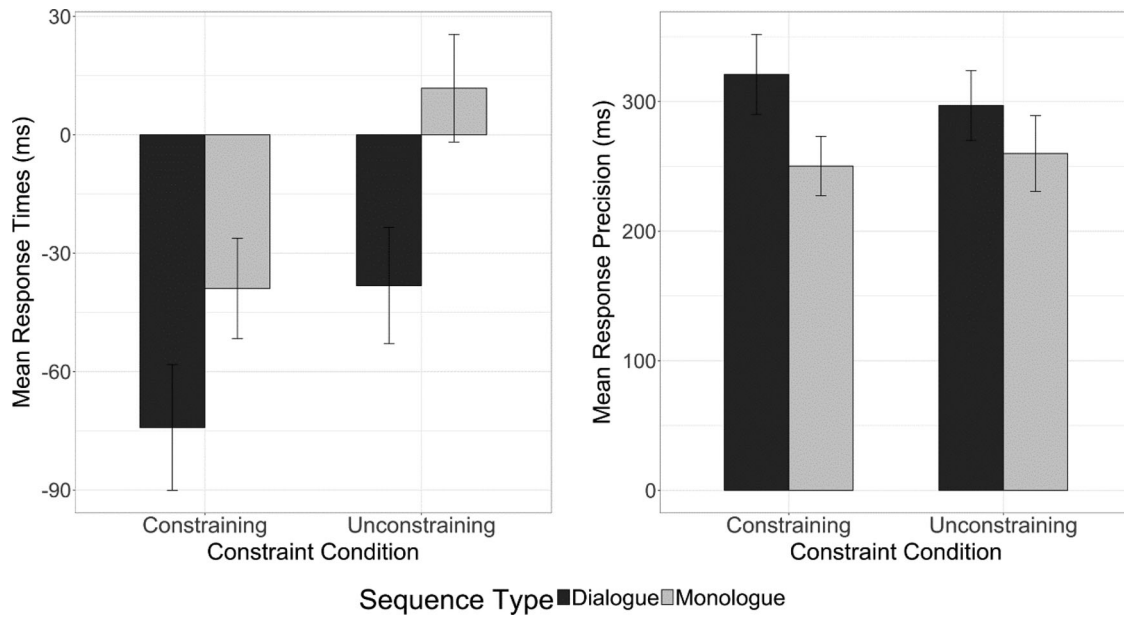 Mean Response Times (ms)
30
0
-30
-60
-90
Constraining Unconstraining
Constraint Condition
Mean Response Precision (ms)
300
200
100
0
Constraining Unconstraining
Constraint Condition
Sequence Type Dialogue Monologue